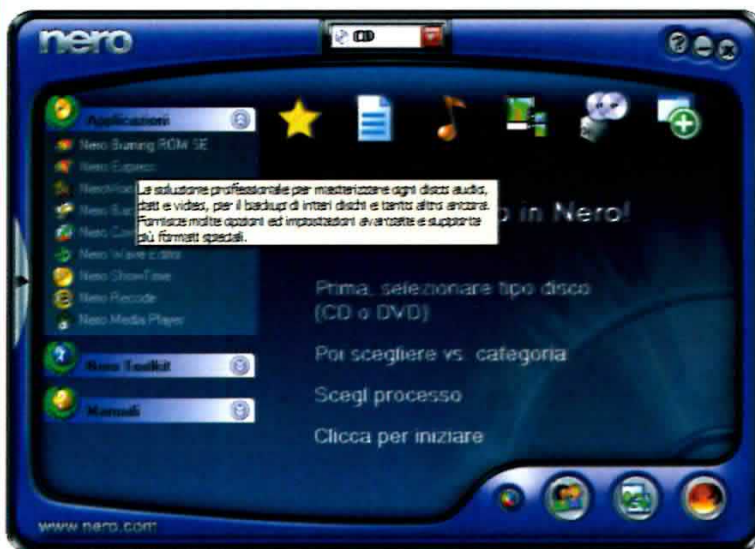 nero
CD
Applicazioni
Nero Burning ROM SE
Nero Express
La soluzione professionale per masterizzare ogni disco audio,
dati e video, per il backup di interi dischi e tanto altro ancora.
Fornisce molte opzioni ed impostazioni avanzate e supporta
più formati speciali.
in Nero!
Nero Wave Editor
Nero ShowTime
Nero Recode
Nero Media Player
Prima, selezionare tipo disco
(CD o DVD)
Poi scegliere vs. categoria
Scegl processo
Clicca per iniziare
Nero Toolkit
Manuali
www.nero.com